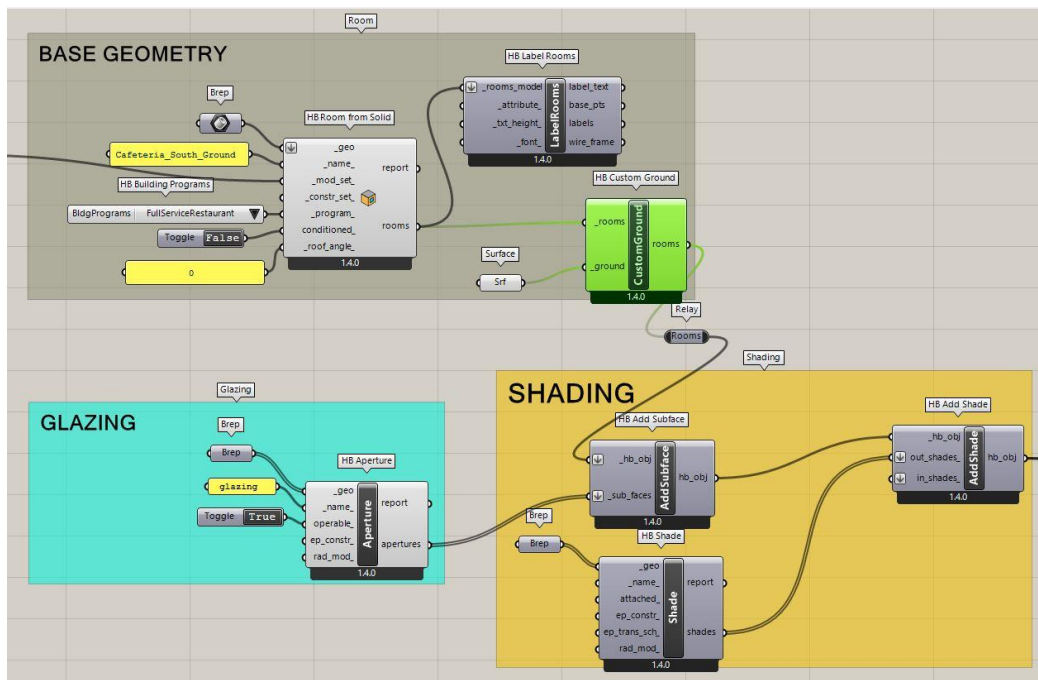 Room
BASE GEOMETRY
HB Label Rooms
_rooms_model label_text
_attribute_ base_pts
_txt_height_ labels
_font_ wire_frame
LabelRooms
1.4.0
Brep
HB Room from Solid
_geo
Cafeteria_South_Ground
_name_
report
HB Building Programs
_mod_set_
_constr_set_
BldgPrograms FullServiceRestaurant
_program_
Toggle False
conditioned_
rooms
_roof_angle_
0
1.4.0
HB Custom Ground
_rooms
rooms
_ground
CustomGround
1.4.0
Surface
Srf
Relay
Rooms
Shading
SHADING
Glazing
GLAZING
Brep
Brep
HB Aperture
_geo
glazing
_name_
report
Toggle True
operable_
ep_constr_
apertures
rad_mod_
Aperture
1.4.0
HB Add Subface
_hb_obj
hb_obj
_sub_faces
AddSubface
1.4.0
HB Add Shade
_hb_obj
out_shades_ hb_obj
in_shades_
AddShade
1.4.0
Brep
Brep
HB Shade
_geo
_name_ report
attached_
ep_constr_
ep_trans_sch_ shades
rad_mod_
Shade
1.4.0